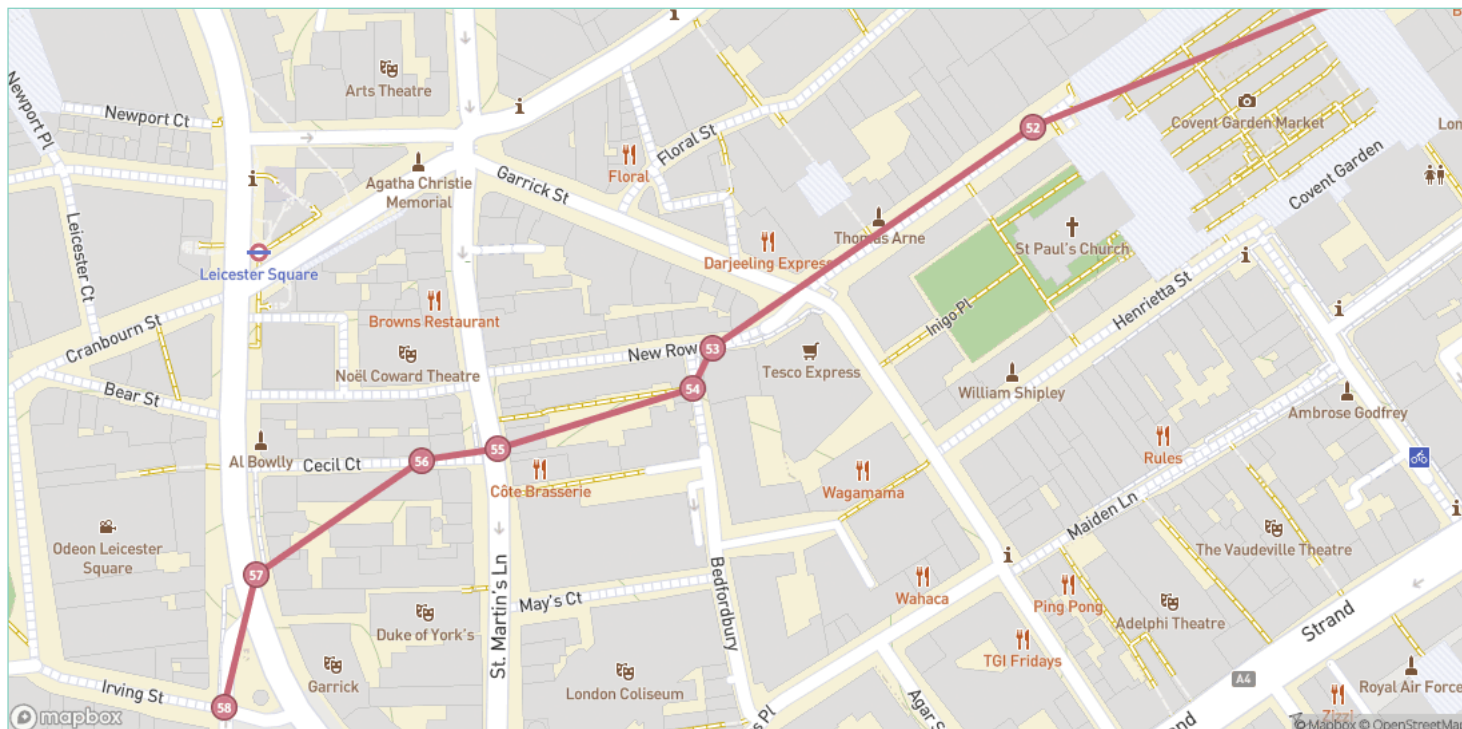 Newport Pl
Newport Ct
Arts Theatre
Agatha Christie
Memorial
Garrick St
Floral
Floral St
52
Covent Garden Market
Covent Garden
Leicester Square
Leicester Ct
Cranbourn St
Bear St
Browns Restaurant
Noël Coward Theatre
Darjeeling Express
Thomas Arne
St Paul's Church
Inigo Pl
Henrietta St
William Shipley
New Row
53
54
Tesco Express
Ambrose Godfrey
Al Bowlly
Cecil Ct
56
55
Côte Brasserie
Wagamama
Rules
Maiden Ln
The Vaudeville Theatre
Odeon Leicester
Square
57
Duke of York's
St. Martin's Ln
May's Ct
Bedfordbury
Wahaca
Ping Pong
Adelphi Theatre
Strand
TGI Fridays
Garrick
London Coliseum
Irving St
58
A4
Royal Air Force
Zizzi
mapbox
© Mapbox © OpenStreetMap